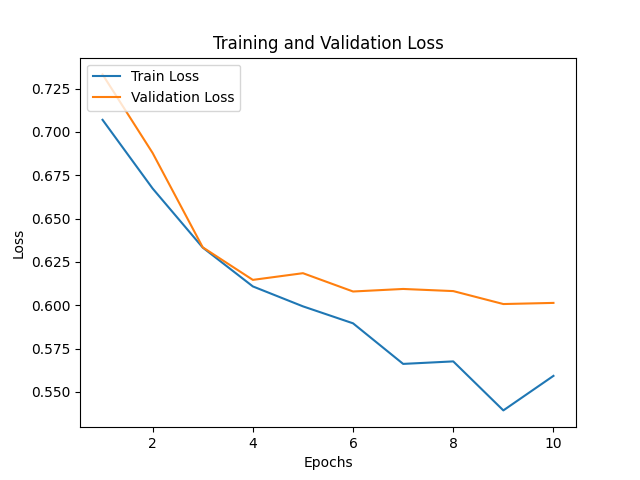 Training and Validation Loss
Train Loss
Validation Loss
0.725
0.700
0.675
0.650
0.625
0.600
0.575
0.550
Loss
2 4 6 8 10
Epochs